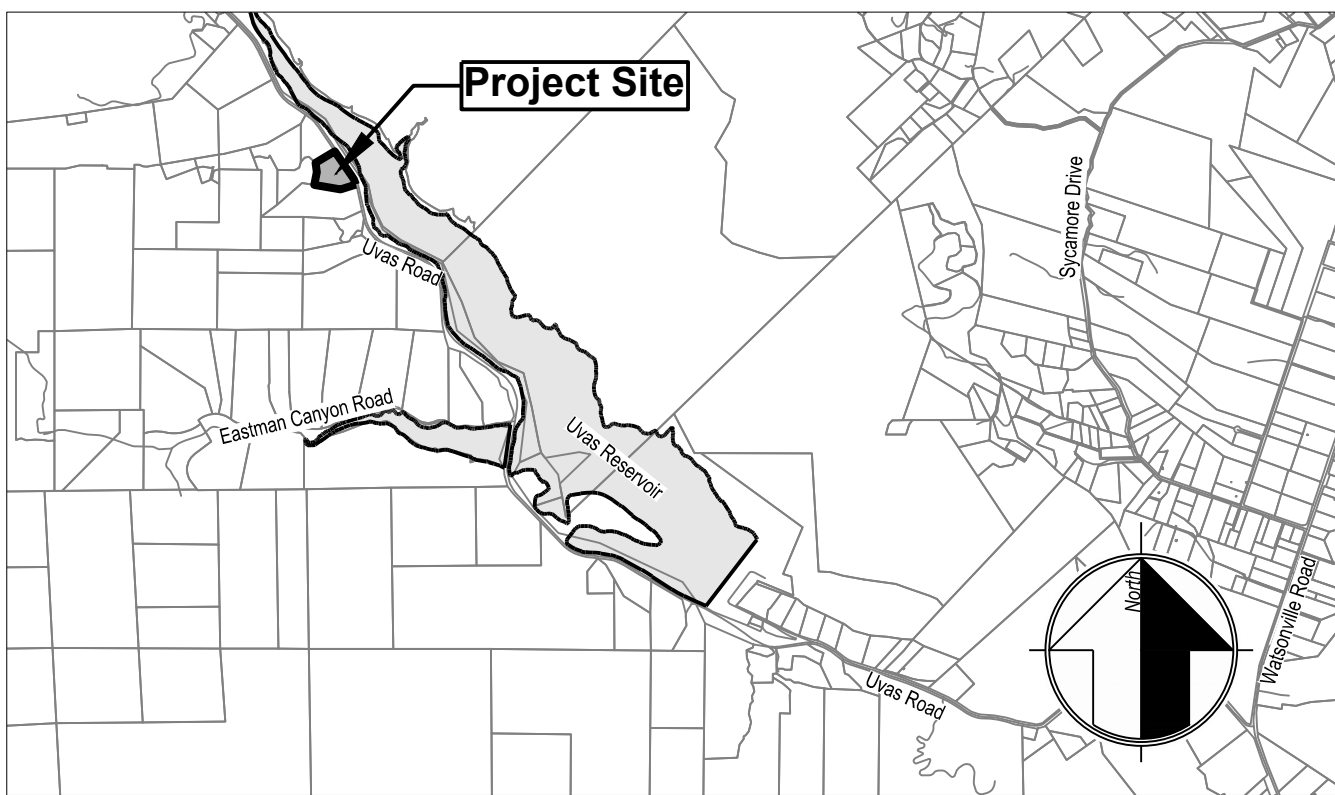 Project Site
Sycamore Drive
Uvas Road
Eastman Canyon Road
Uvas Reservoir
North
Watsonville Road
Uvas Road